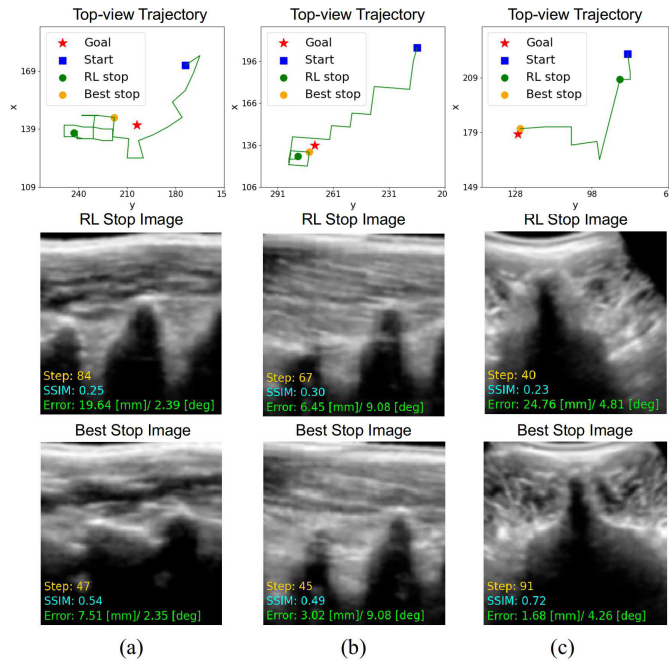 Top-view Trajectory
Goal
Start
RL stop
Best stop
169
139
109
x
240
210
180
15
y
RL Stop Image
Step: 84
SSIM: 0.25
Error: 19.64 [mm]/ 2.39 [deg]
Best Stop Image
Step: 47
SSIM: 0.54
Error: 7.51 [mm]/ 2.35 [deg]
(a)
Top-view Trajectory
Goal
Start
RL stop
Best stop
196
166
136
106
x
291
261
231
20
y
RL Stop Image
Step: 67
SSIM: 0.30
Error: 6.45 [mm]/ 9.08 [deg]
Best Stop Image
Step: 45
SSIM: 0.49
Error: 3.02 [mm]/ 9.08 [deg]
(b)
Top-view Trajectory
Goal
Start
RL stop
Best stop
209
179
149
x
128
98
6
y
RL Stop Image
Step: 40
SSIM: 0.23
Error: 24.76 [mm]/ 4.81 [deg]
Best Stop Image
Step: 91
SSIM: 0.72
Error: 1.68 [mm]/ 4.26 [deg]
(c)